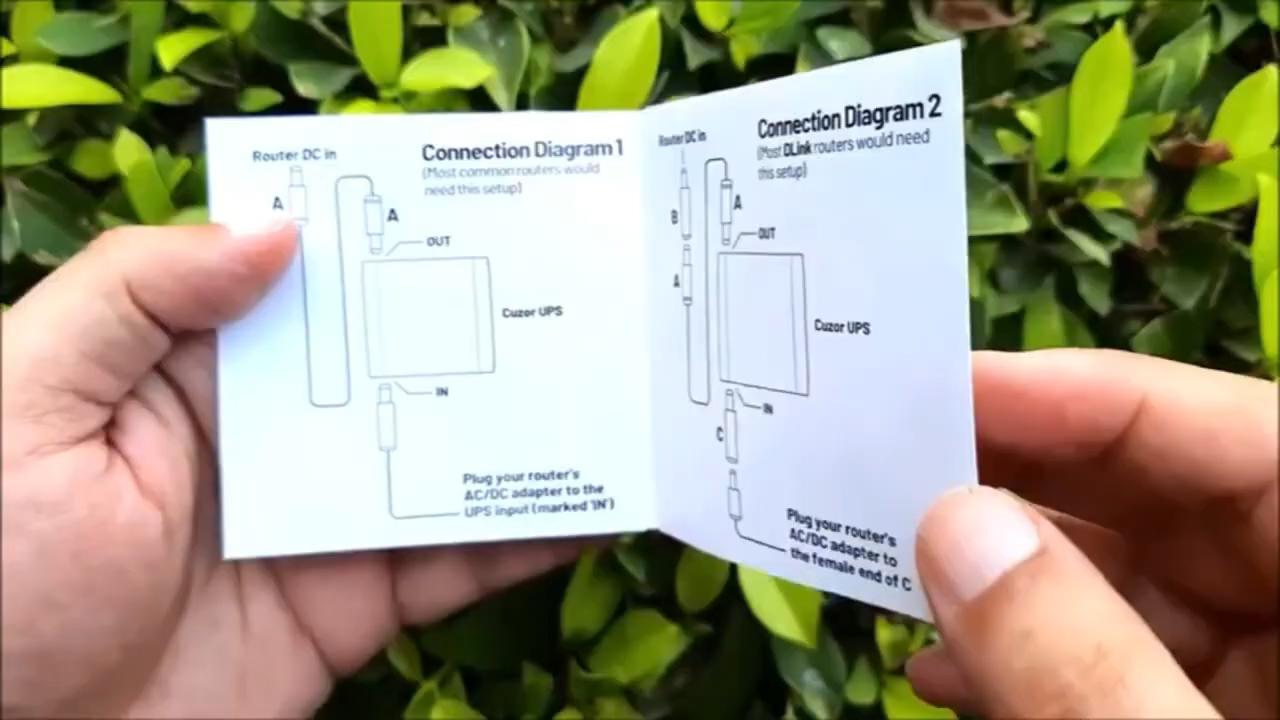 Connection Diagram 1
(Most common routers would
need this setup)
Router DC in
A
A
OUT
Cuzor UPS
IN
Plug your router's
AC/DC adapter to the
UPS input (marked 'IN')
Connection Diagram 2
(Most DLink routers would need
this setup)
Router DC in
B
A
A
OUT
Cuzor UPS
IN
C
Plug your router's
AC/DC adapter to
the female end of C